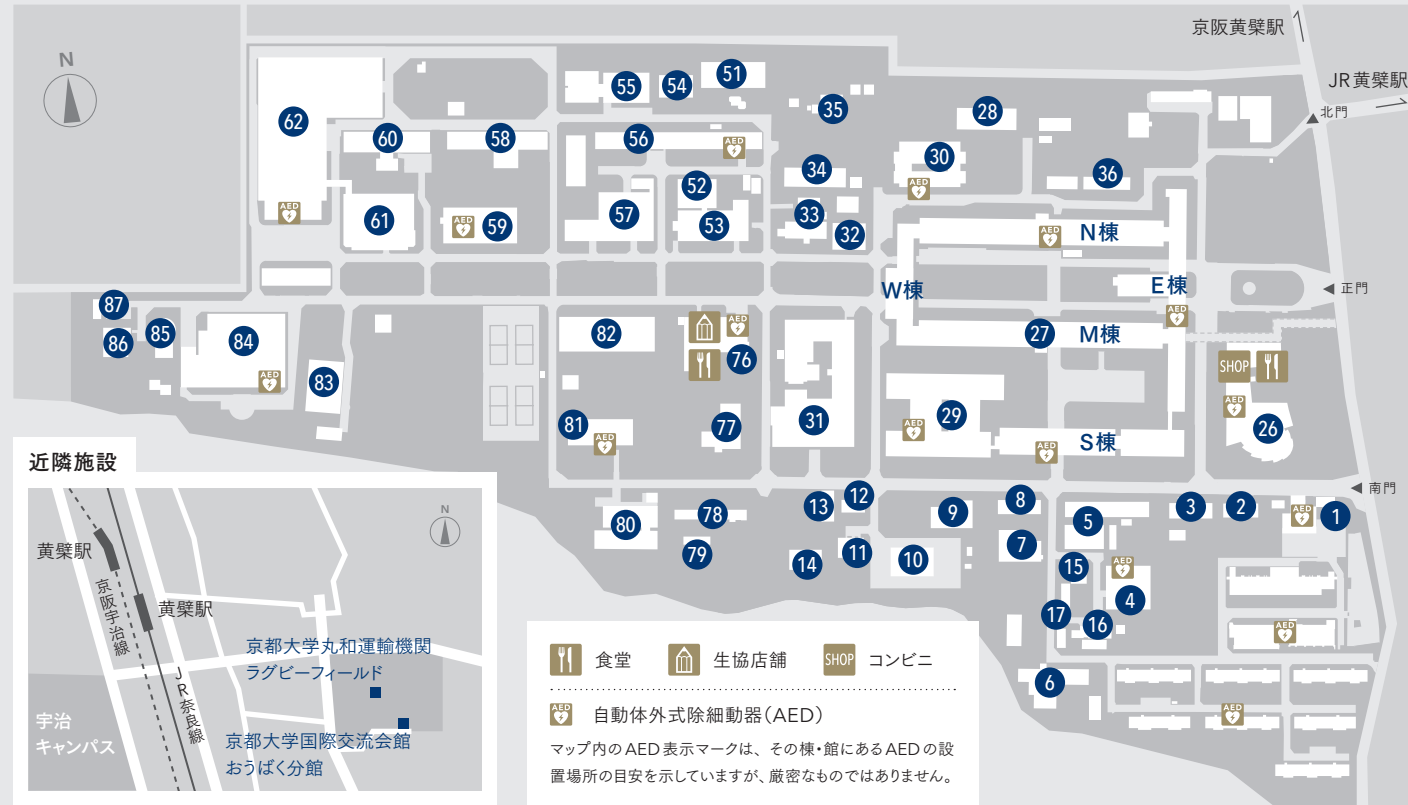 京阪黄檗駅
JR黄檗駅
北門
N
51
55
54
35
28
62
60
58
56
AED
30
34
36
52
AED
57
33
AED
61
AED
59
53
32
N棟
AED
W棟
E棟
正門
87
86
85
84
AED
83
82
AED
76
27
M棟
AED
SHOP
AED
26
81
AED
77
31
29
AED
S棟
AED
南門
12
13
8
9
3
2
1
AED
5
80
78
79
14
11
10
7
15
AED
4
17
16
AED
6
AED
近隣施設
N
黄檗駅
京阪宇治線
黄檗駅
JR奈良線
京都大学丸和運輸機関
ラグビーフィールド
宇治
キャンパス
京都大学国際交流会館
おうばく分館
食堂
生協店舗
SHOP コンビニ
AED 自動体外式除細動器(AED)
マップ内のAED表示マークは、その棟・館にあるAEDの設
置場所の目安を示していますが、厳密なものではありません。